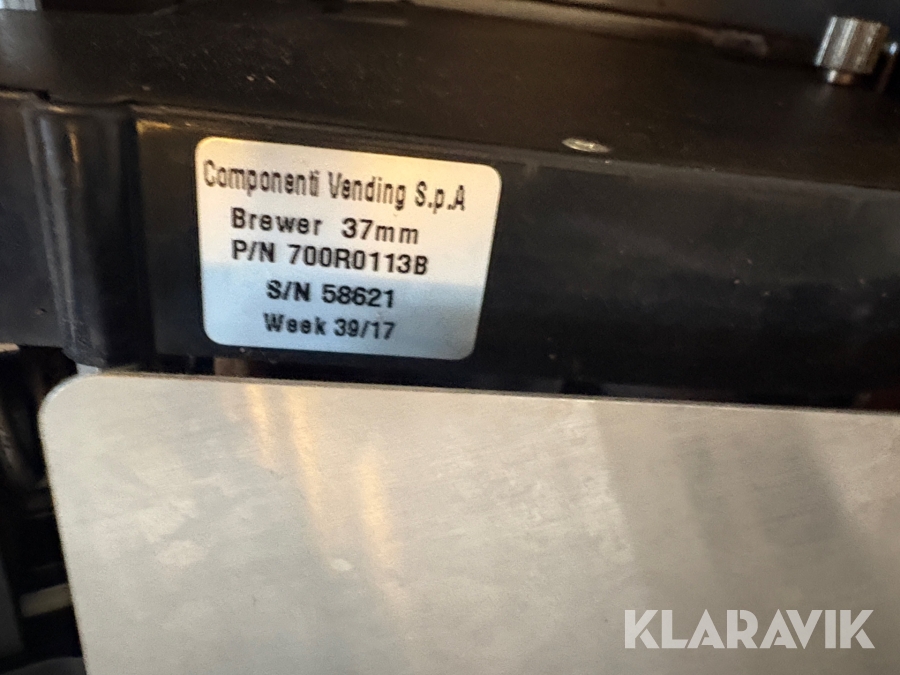 Componenti Vending S.p.A
Brewer 37mm
P/N 700R0113B
S/N 58621
Week 39/17
KLARAVIK